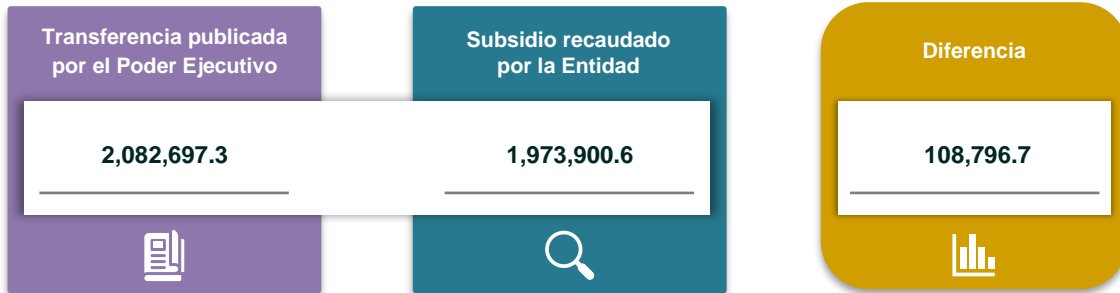 Transferencia publicada
por el Poder Ejecutivo
2,082,697.3
Subsidio recaudado
por la Entidad
1,973,900.6
Diferencia
108,796.7